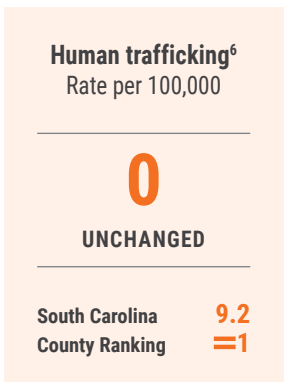 Human trafficking⁶
Rate per 100,000
0
UNCHANGED
South Carolina 9.2
County Ranking =1